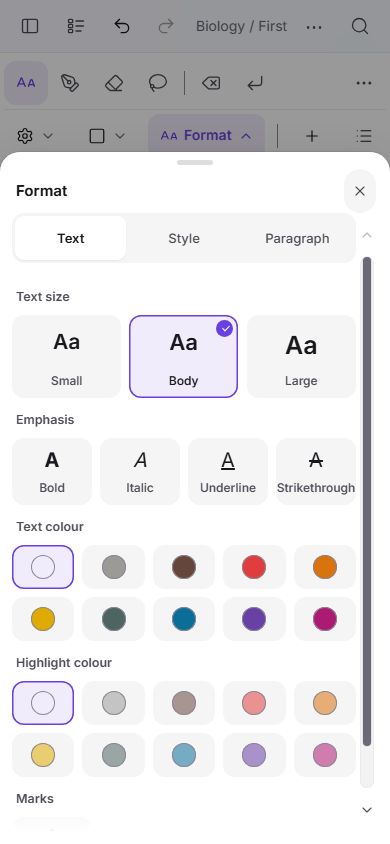 Biology / First
AA
AA Format
Format
Text Style Paragraph
Text size
Aa Aa Aa
Small Body Large
Emphasis
A A A A
Bold Italic Underline Strikethrough
Text colour
Highlight colour
Marks